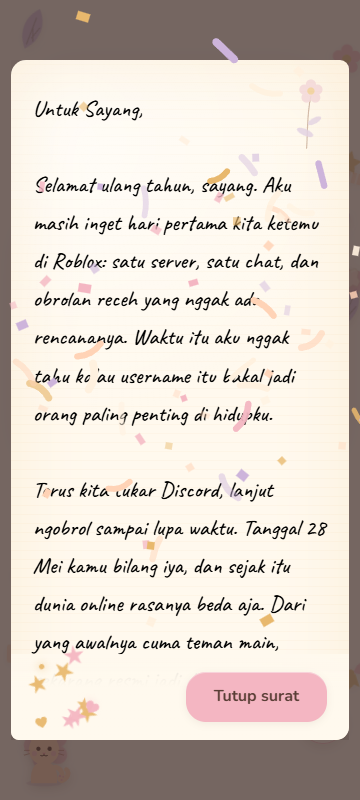 Untuk Sayang,
Selamat ulang tahun, sayang. Aku
masih inget hari pertama kita ketemu
di Roblox: satu server, satu chat, dan
obrolan receh yang nggak ada
rencananya. Waktu itu aku nggak
tahu kalau username itu bakal jadi
orang paling penting di hidupku.
Terus kita tukar Discord, lanjut
ngobrol sampai lupa waktu. Tanggal 28
Mei kamu bilang iya, dan sejak itu
dunia online rasanya beda aja. Dari
yang awalnya cuma teman main,
Tutup surat